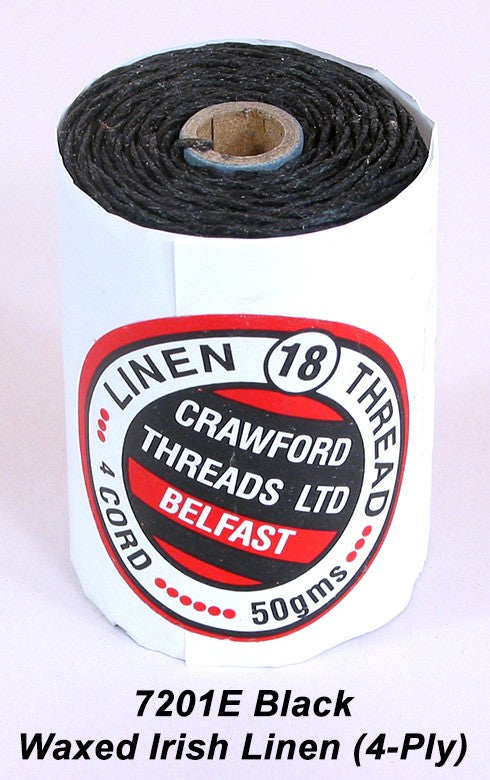 LINEN 18 THREAD
CRAWFORD
THREADS LTD
BELFAST
4 CORD
50gms
7201E Black
Waxed Irish Linen (4-Ply)